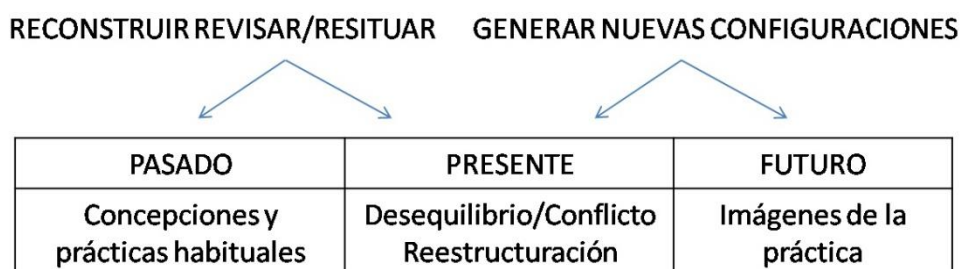 RECONSTRUIR REVISAR/RESITUAR GENERAR NUEVAS CONFIGURACIONES
PASADO PRESENTE FUTURO
Concepciones y Desequilibrio/Conflicto Imágenes de la
prácticas habituales Reestructuración práctica